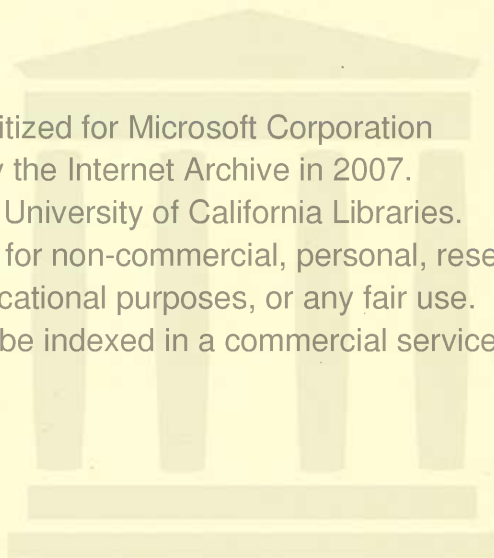 itized for Microsoft Corporation
the Internet Archive in 2007.
University of California Libraries.
for non-commercial, personal,
cational purposes, or any fair use.
be indexed in a commercial service